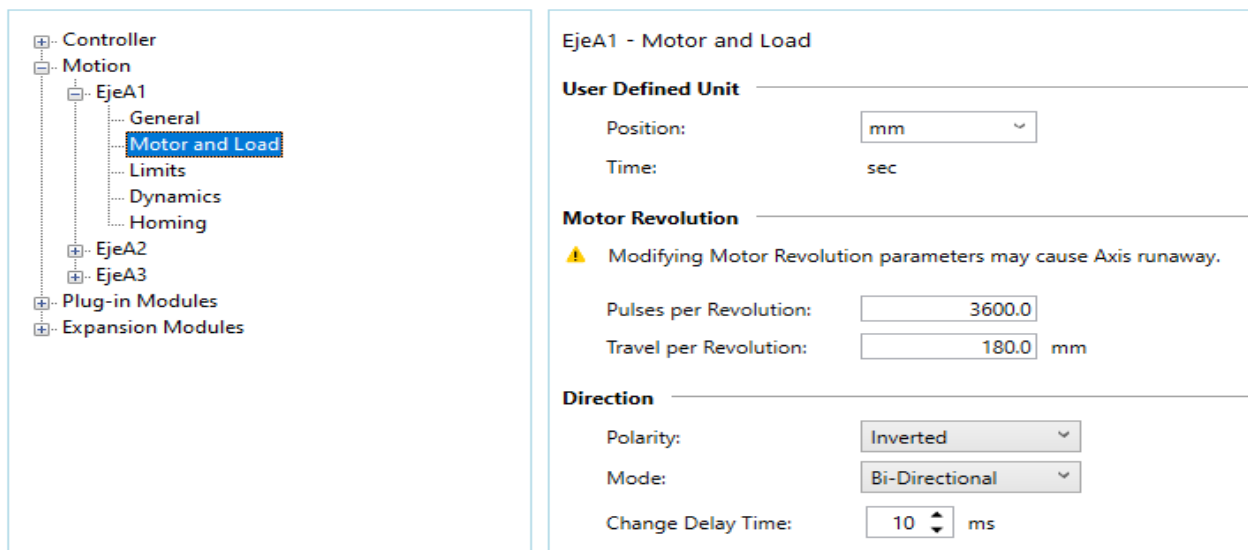 Controller
Motion
EjeA1
General
Motor and Load
Limits
Dynamics
Homing
EjeA2
EjeA3
Plug-in Modules
Expansion Modules
EjeA1 - Motor and Load
User Defined Unit
Position: mm
Time: sec
Motor Revolution
Modifying Motor Revolution parameters may cause Axis runaway.
Pulses per Revolution: 3600.0
Travel per Revolution: 180.0 mm
Direction
Polarity: Inverted
Mode: Bi-Directional
Change Delay Time: 10 ms